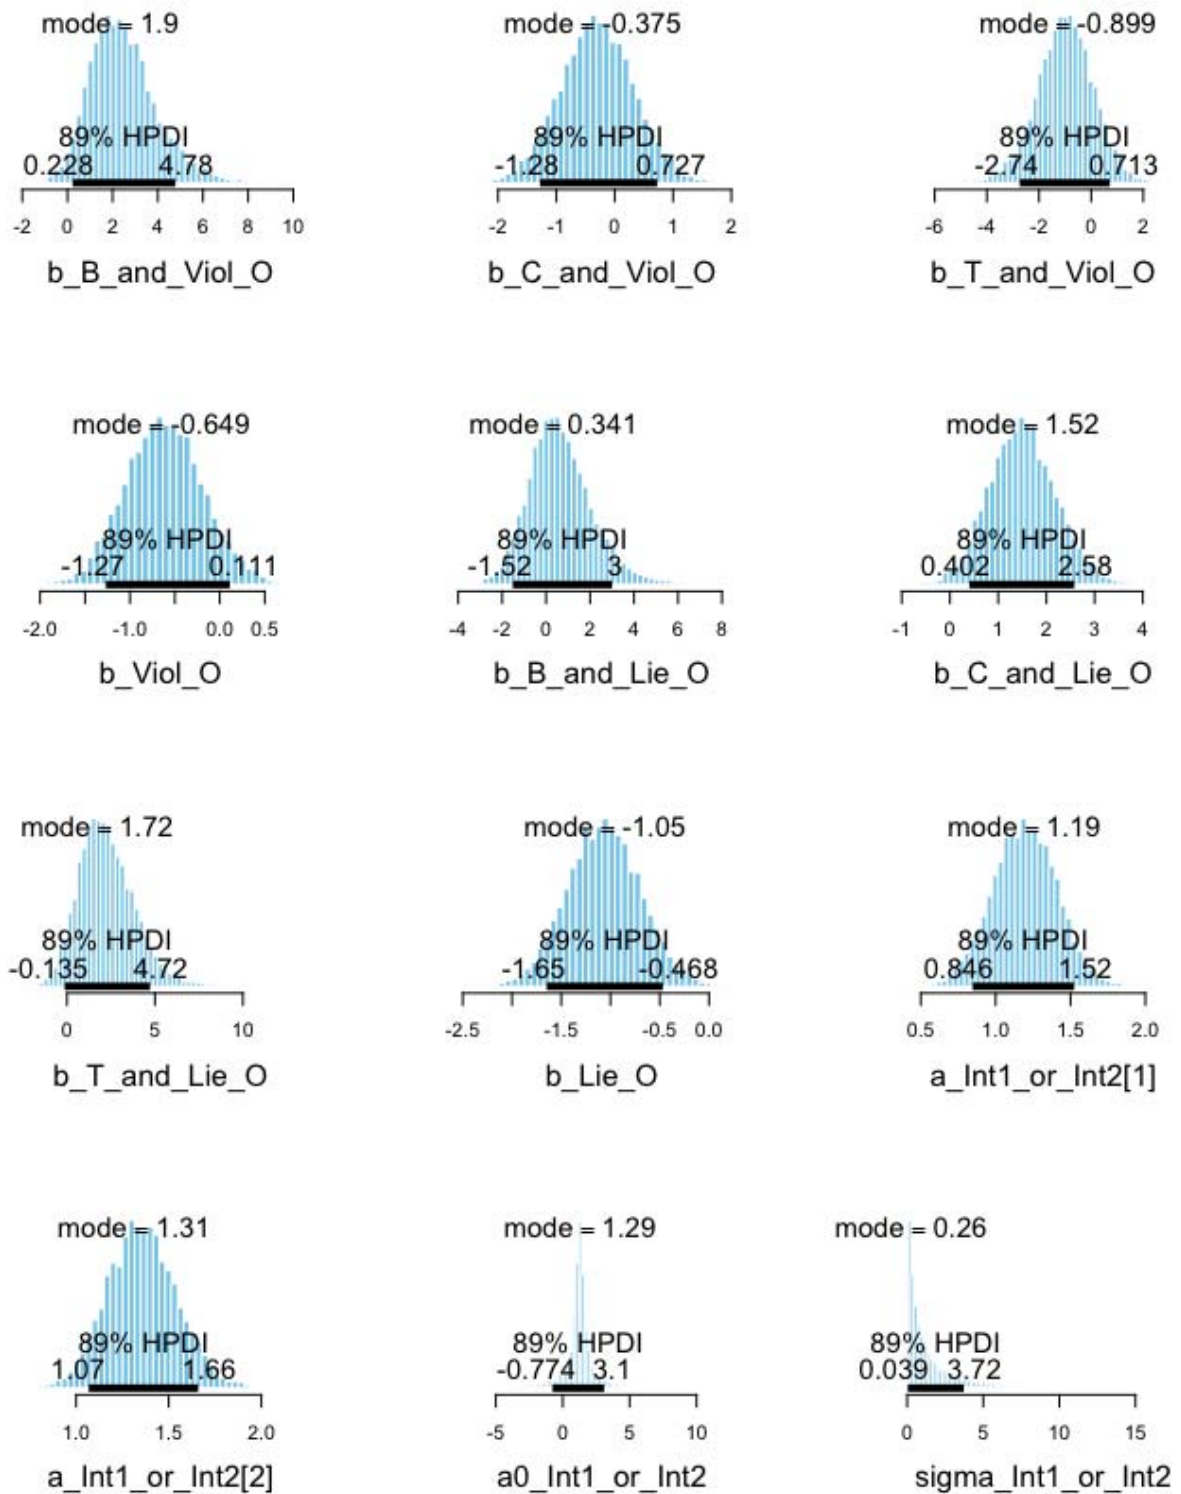 mode = 1.9
89% HPDI
0.228 4.78
-2 0 2 4 6 8 10
b_B_and_Viol_O
mode = -0.375
89% HPDI
-1.28 0.727
-2 -1 0 1 2
b_C_and_Viol_O
mode = -0.899
89% HPDI
-2.74 0.713
-6 -4 -2 0 2
b_T_and_Viol_O
mode = -0.649
89% HPDI
-1.27 0.111
-2.0 -1.0 0.0 0.5
b_Viol_O
mode = 0.341
89% HPDI
-1.52 3
-4 -2 0 2 4 6 8
b_B_and_Lie_O
mode = 1.52
89% HPDI
0.402 2.58
-1 0 1 2 3 4
b_C_and_Lie_O
mode = 1.72
89% HPDI
-0.135 4.72
0 5 10
b_T_and_Lie_O
mode = -1.05
89% HPDI
-1.65 -0.468
-2.5 -1.5 -0.5 0.0
b_Lie_O
mode = 1.19
89% HPDI
0.846 1.52
0.5 1.0 1.5 2.0
a_Int1_or_Int2[1]
mode = 1.31
89% HPDI
1.07 1.66
1.0 1.5 2.0
a_Int1_or_Int2[2]
mode = 1.29
89% HPDI
-0.774 3.1
-5 0 5 10
a0_Int1_or_Int2
mode = 0.26
89% HPDI
0.039 3.72
0 5 10 15
sigma_Int1_or_Int2